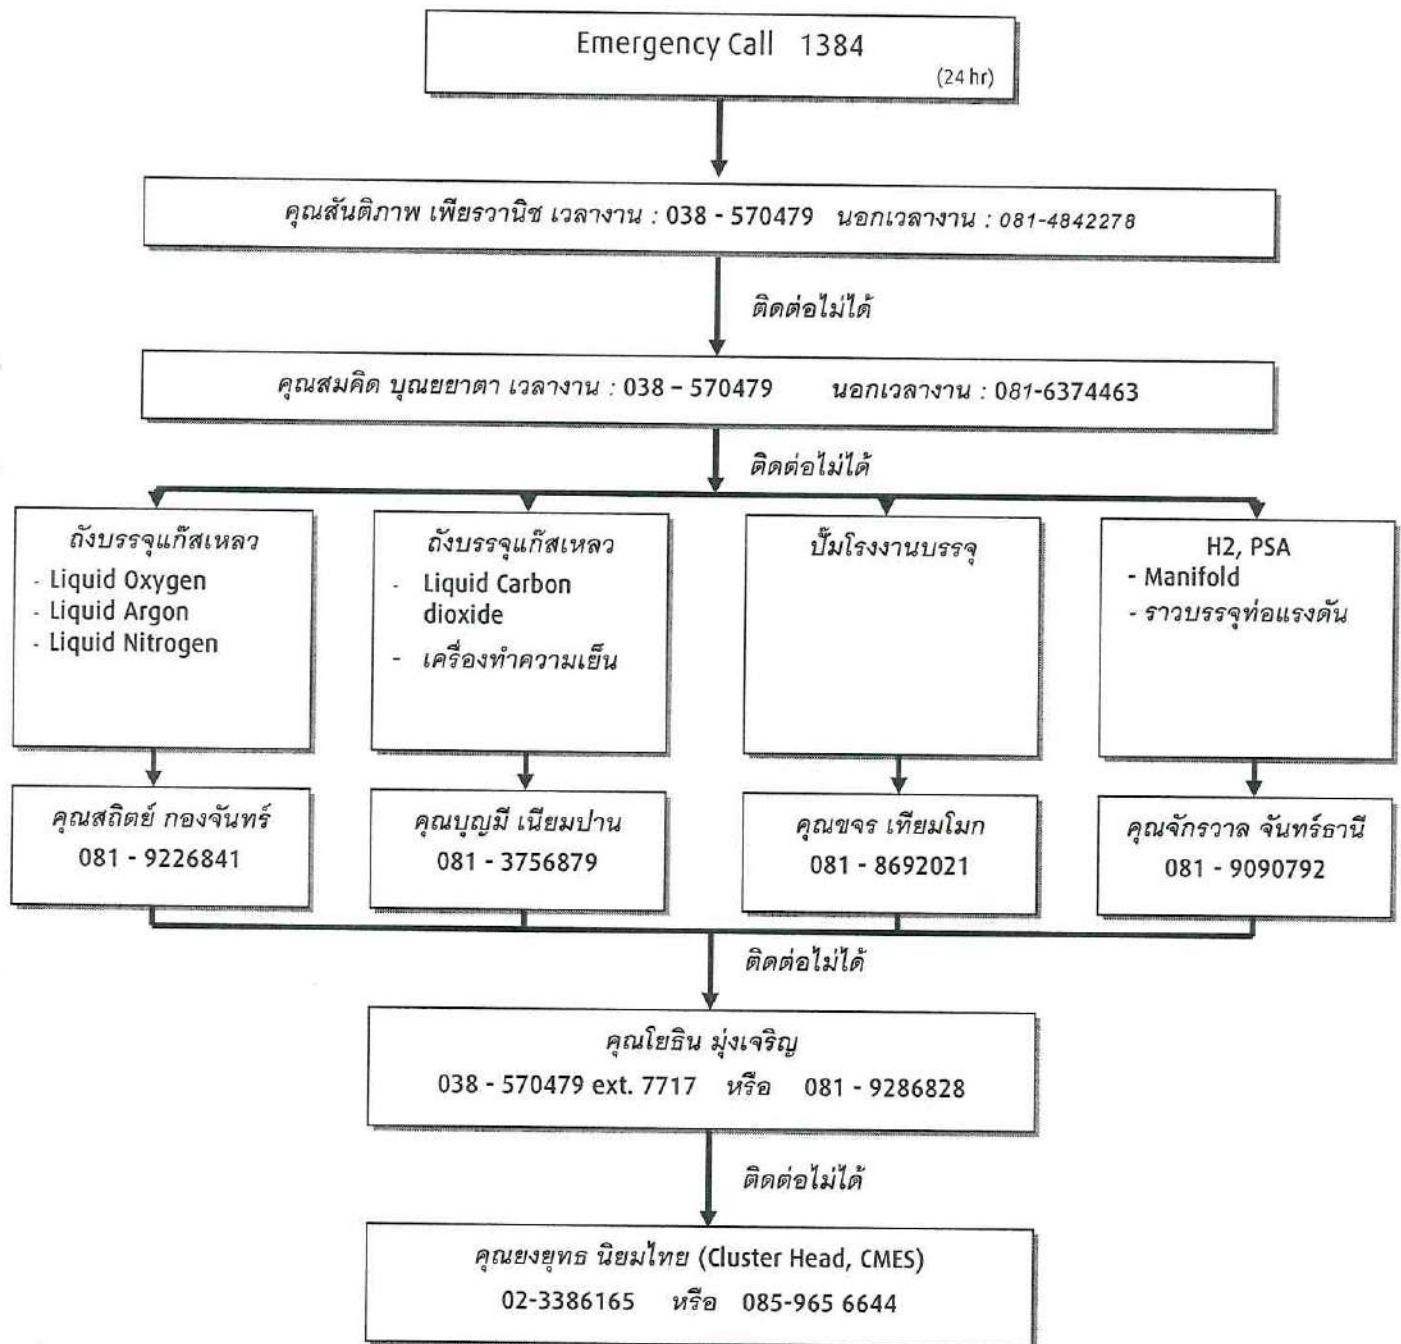 Emergency Call 1384
(24 hr)
คุณสันติภาพ เพียรวานิช เวลางาน : 038 - 570479 นอกเวลางาน : 081-4842278
ติดต่อไม่ได้
คุณสมคิด บุณยยาตา เวลางาน : 038 – 570479 นอกเวลางาน : 081-6374463
ติดต่อไม่ได้
ถังบรรจุแก๊สเหลว
- Liquid Oxygen
- Liquid Argon
- Liquid Nitrogen
ถังบรรจุแก๊สเหลว
- Liquid Carbon
dioxide
- เครื่องทำความเย็น
ปั๊มโรงงานบรรจุ
H2, PSA
- Manifold
- ราวบรรจุท่อแรงดัน
คุณสถิตย์ กองจันทร์
081 - 9226841
คุณบุญมี เนียมปาน
081 - 3756879
คุณขจร เทียมโมก
081 - 8692021
คุณจักรวาล จันทร์ธานี
081 - 9090792
ติดต่อไม่ได้
คุณโยธิน มุ่งเจริญ
038 - 570479 ext. 7717 หรือ 081 - 9286828
ติดต่อไม่ได้
คุณยงยุทธ นิยมไทย (Cluster Head, CMES)
02-3386165 หรือ 085-965 6644